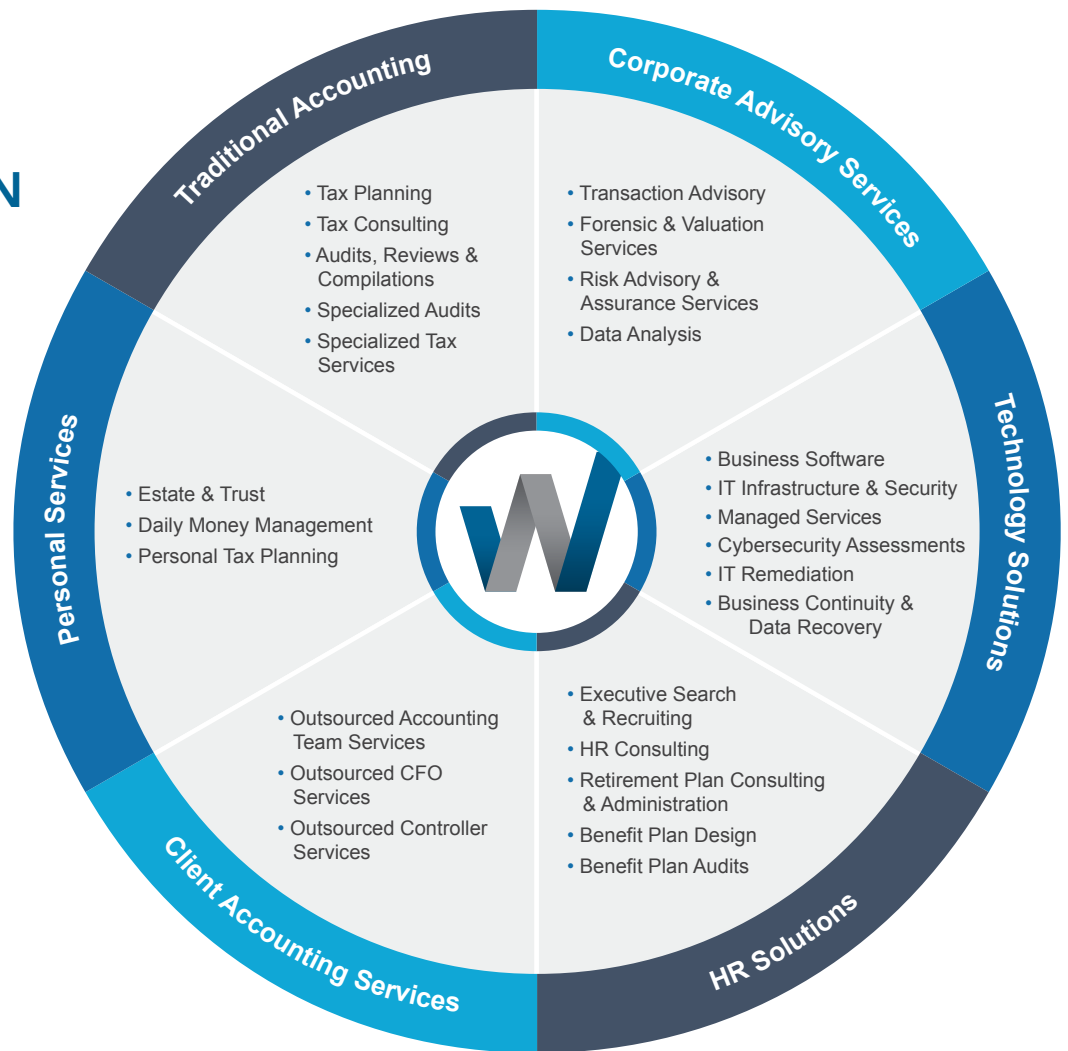 N
Traditional Accounting
• Tax Planning
• Tax Consulting
• Audits, Reviews &
Compilations
• Specialized Audits
• Specialized Tax
Services
Corporate Advisory Services
• Transaction Advisory
• Forensic & Valuation
Services
• Risk Advisory &
Assurance Services
• Data Analysis
Technology Solutions
• Business Software
• IT Infrastructure & Security
• Managed Services
• Cybersecurity Assessments
• IT Remediation
• Business Continuity &
Data Recovery
HR Solutions
• Executive Search
& Recruiting
• HR Consulting
• Retirement Plan Consulting
& Administration
• Benefit Plan Design
• Benefit Plan Audits
Client Accounting Services
• Outsourced Accounting
Team Services
• Outsourced CFO
Services
• Outsourced Controller
Services
Personal Services
• Estate & Trust
• Daily Money Management
• Personal Tax Planning
W